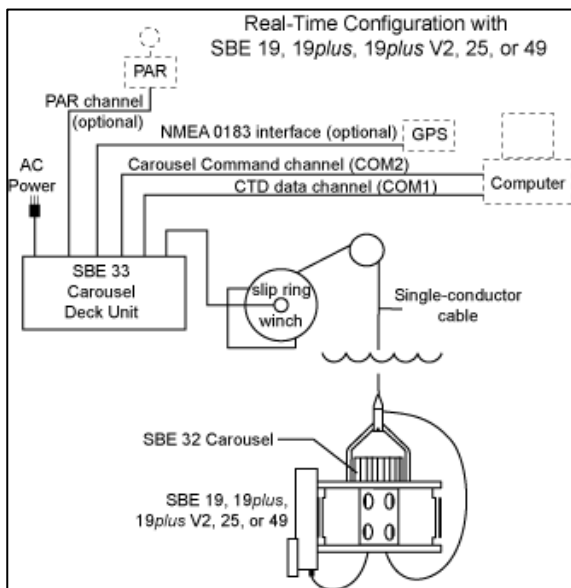 Real-Time Configuration with
SBE 19, 19plus, 19plus V2, 25, or 49
PAR
PAR channel
(optional)
NMEA 0183 interface (optional)
GPS
AC
Power
Carousel Command channel (COM2)
CTD data channel (COM1)
Computer
SBE 33
Carousel
Deck Unit
slip ring
winch
Single-conductor
cable
SBE 32 Carousel
SBE 19, 19plus,
19plus V2, 25, or 49